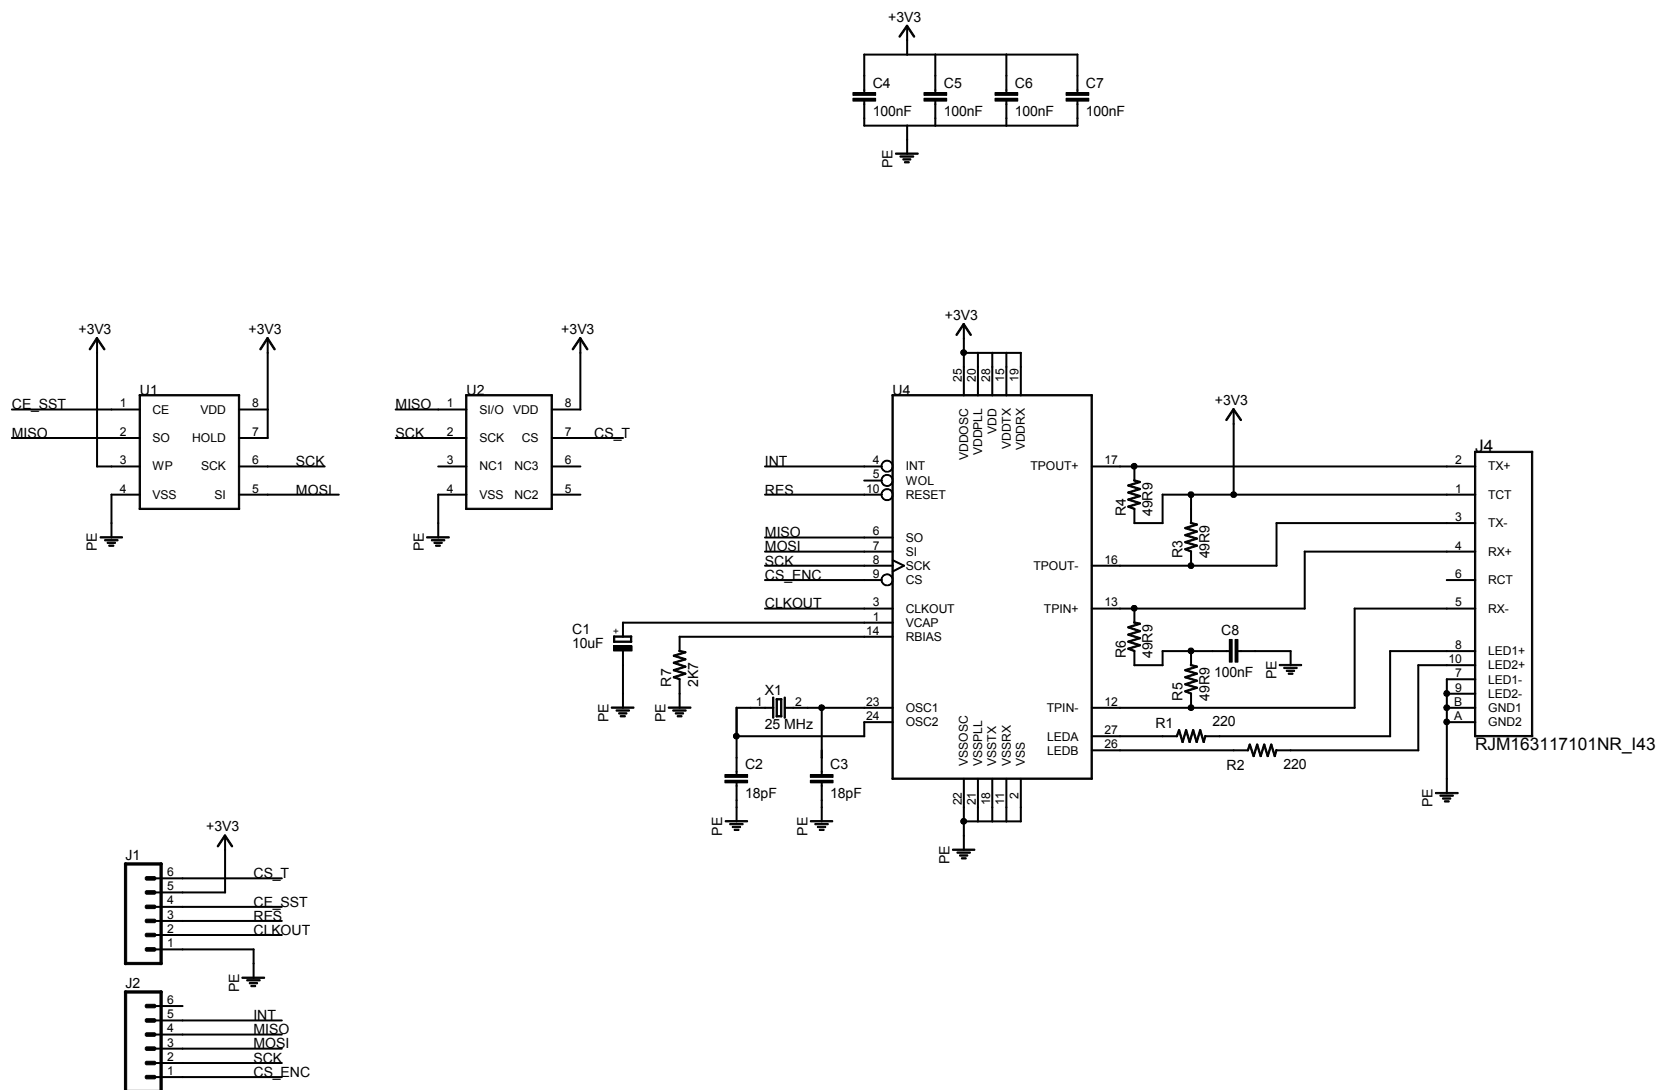 +3V3
C4
100nF
C5
100nF
C6
100nF
C7
100nF
PE
+3V3
+3V3
U1
CE_SST 1 CE VDD 8
MISO 2 SO HOLD 7
3 WP SCK 6 SCK
4 VSS SI 5 MOSI
PE
+3V3
U2
MISO 1 SI/O VDD 8
SCK 2 SCK CS 7 CS_T
3 NC1 NC3 6
4 VSS NC2 5
PE
+3V3
25 20 28 15 19
U4
VDDOSC
VDDPLL
VDD
VDDTX
VDDRX
INT 4 INT
5 WOL
RES 10 RESET
MISO 6 SO
MOSI 7 SI
SCK 8 SCK
CS_ENC 9 CS
CLKOUT 3 CLKOUT
1 VCAP
14 RBIAS
23 OSC1
24 OSC2
C1
10uF
+
PE
R7
2K7
PE
X1
1 2
25 MHz
C2
18pF
PE
C3
18pF
PE
VSSOSC
VSSPLL
VSSTX
VSSRX
VSS
22 21 18 11 2
PE
TPOUT+ 17
TPOUT- 16
TPIN+ 13
TPIN- 12
LEDA 27
LEDB 26
+3V3
R4
49R9
R3
49R9
R6
49R9
R5
49R9
C8
100nF
PE
R1 220
R2 220
J4
2 TX+
1 TCT
3 TX-
4 RX+
6 RCT
5 RX-
8 LED1+
10 LED2+
7 LED1-
9 LED2-
B GND1
A GND2
RJM163117101NR_I43
PE
+3V3
J1
6 CS_T
5
4 CE_SST
3 RES
2 CLKOUT
1
PE
J2
6
5 INT
4 MISO
3 MOSI
2 SCK
1 CS_ENC